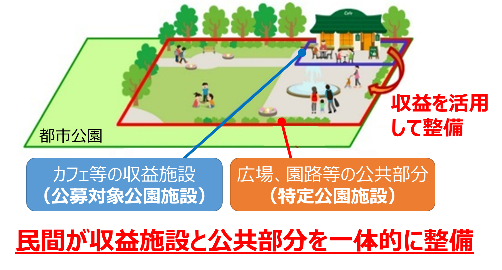 Cafe
収益を活用
して整備
都市公園
カフェ等の収益施設
（公募対象公園施設）
広場、園路等の公共部分
（特定公園施設）
民間が収益施設と公共部分を一体的に整備